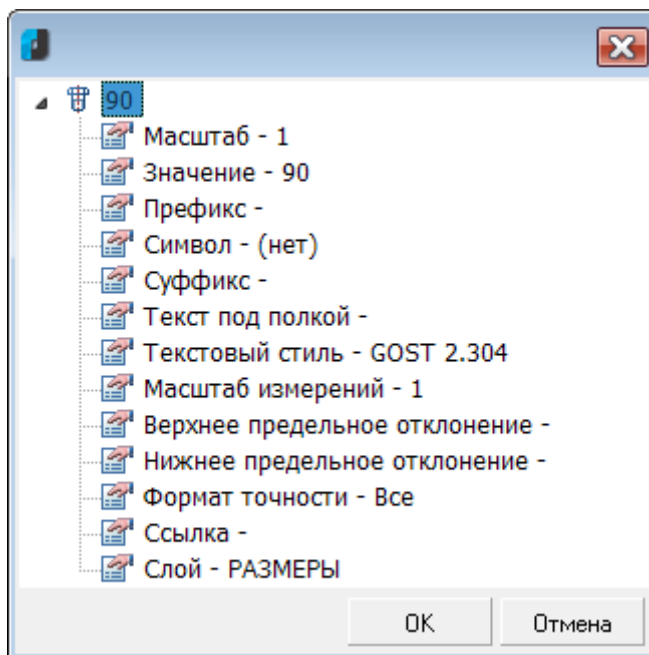 90
Масштаб - 1
Значение - 90
Префикс -
Символ - (нет)
Суффикс -
Текст под полкой -
Текстовый стиль - GOST 2.304
Масштаб измерений - 1
Верхнее предельное отклонение -
Нижнее предельное отклонение -
Формат точности - Все
Ссылка -
Слой - РАЗМЕРЫ
OK Отмена